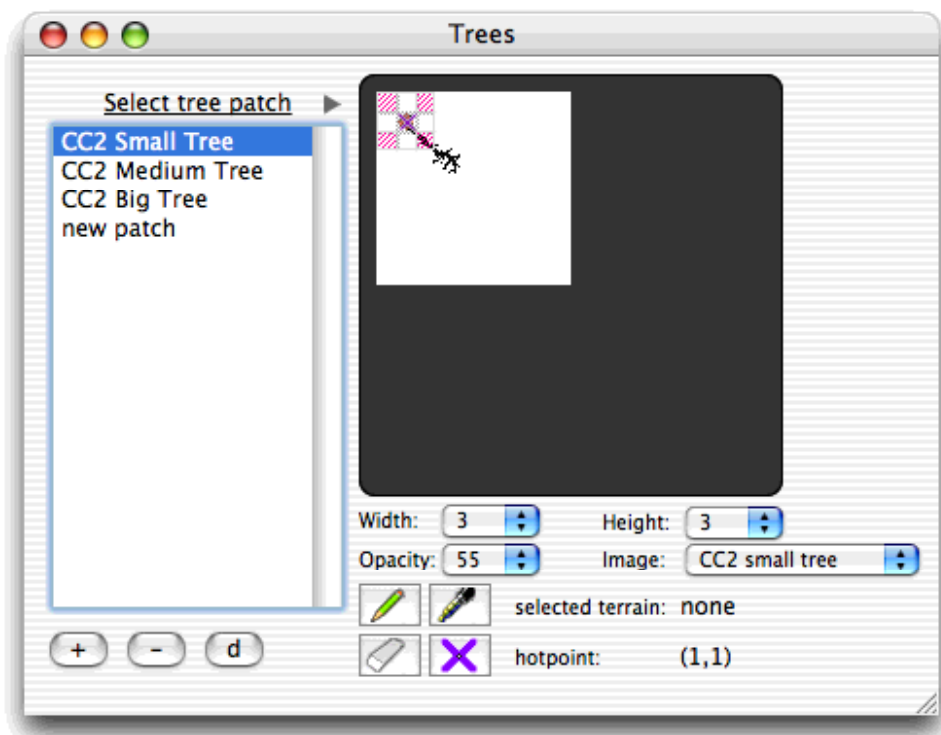 Trees
Select tree patch
CC2 Small Tree
CC2 Medium Tree
CC2 Big Tree
new patch
Width: 3 Height: 3
Opacity: 55 Image: CC2 small tree
selected terrain: none
+ - d
hotpoint: (1,1)